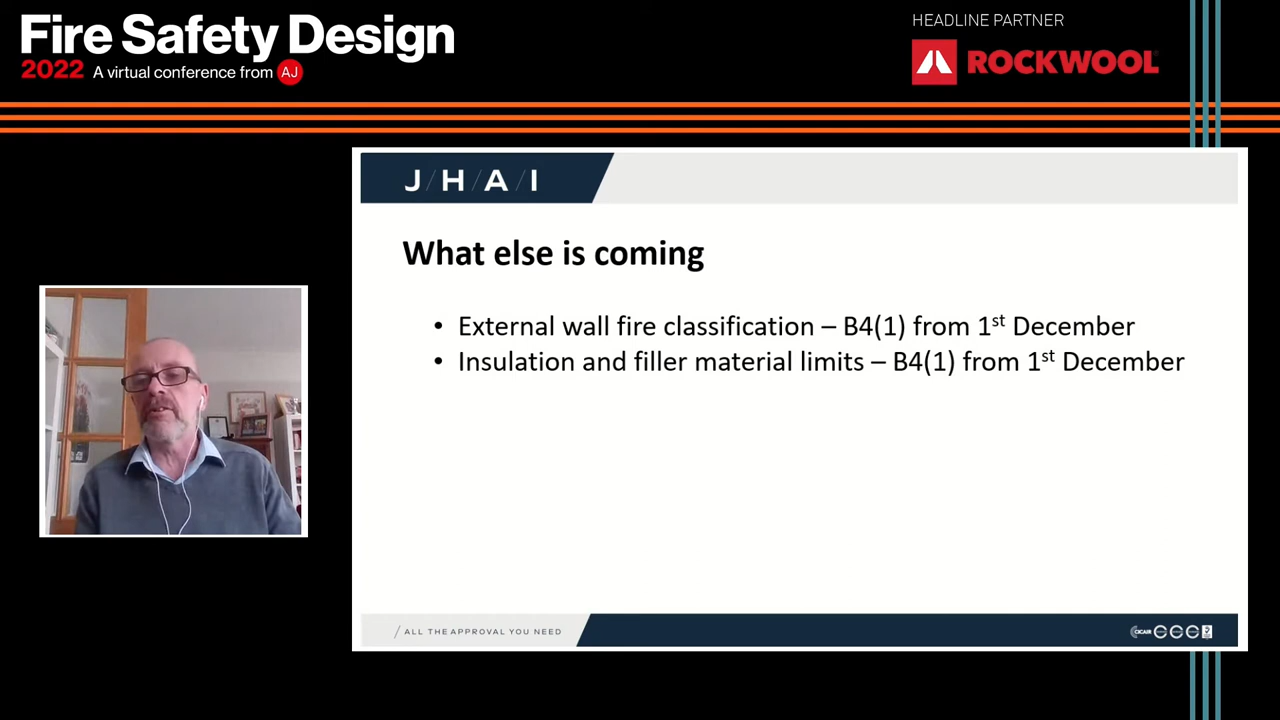 Fire Safety Design
2022 A virtual conference from AJ
HEADLINE PARTNER
ROCKWOOL
J/H/A/I
What else is coming
• External wall fire classification – B4(1) from 1st December
• Insulation and filler material limits – B4(1) from 1st December
/ ALL THE APPROVAL YOU NEED
CICAIR